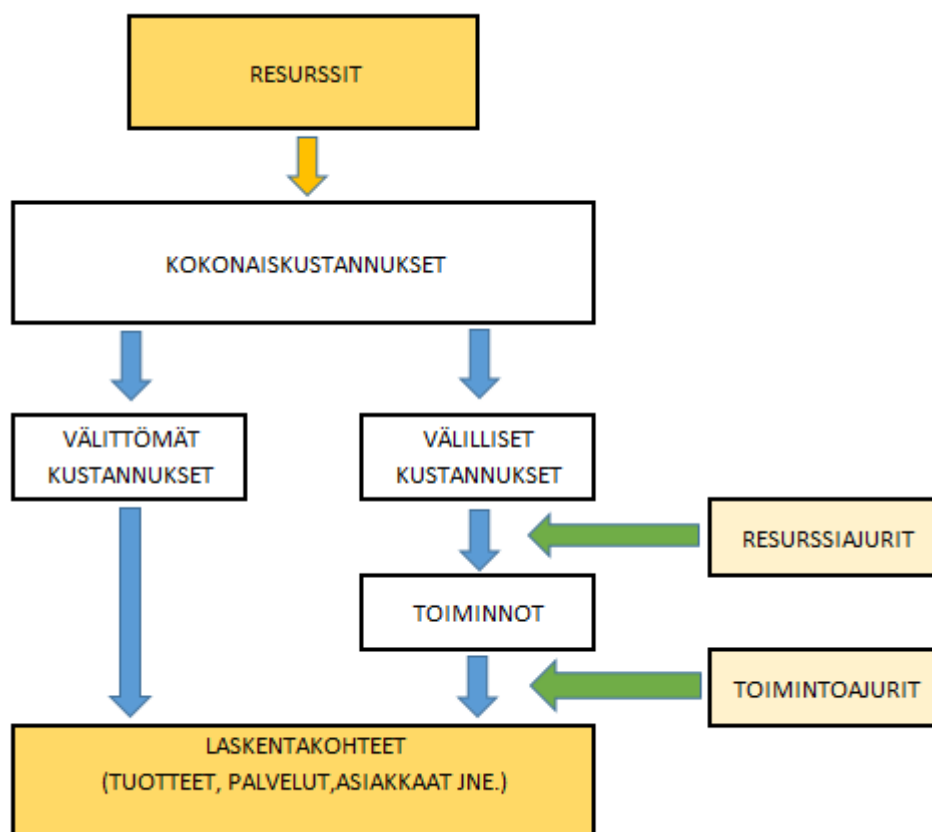 RESURSSIT
KOKONAISKUSTANNUKSET
VÄLITTÖMÄT
KUSTANNUKSET
VÄLILLISET
KUSTANNUKSET
RESURSSIAJURIT
TOIMINNOT
TOIMINTOAJURIT
LASKENTAKOHTEET
(TUOTTEET, PALVELUT,ASIAKKAAT JNE.)